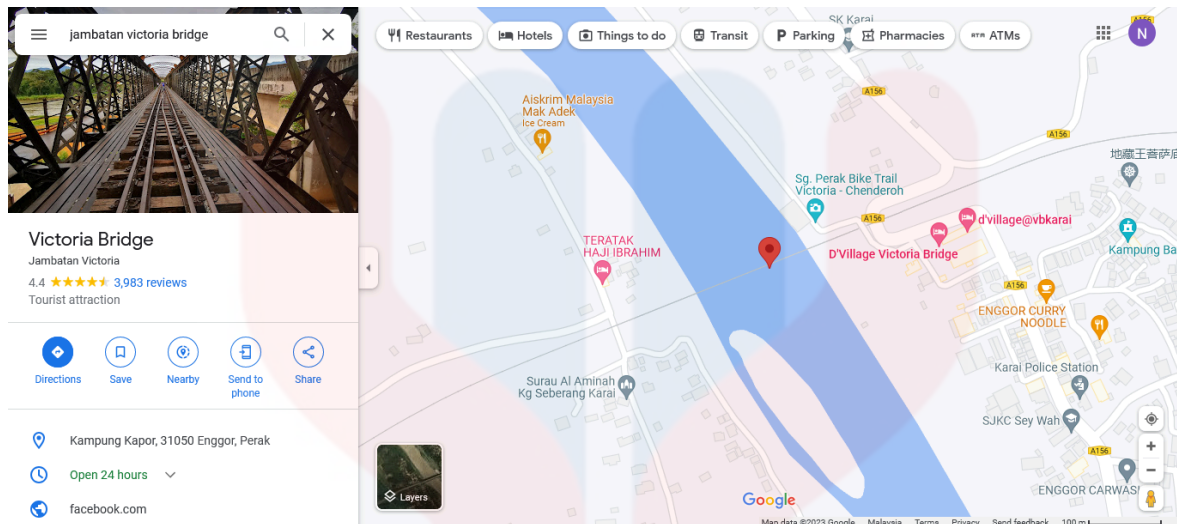 jambatan victoria bridge
Restaurants
Hotels
Things to do
Transit
Parking
Pharmacies
ATM
ATMs
N
Victoria Bridge
Jambatan Victoria
4.4
3,983 reviews
Tourist attraction
Directions
Save
Nearby
Send to
phone
Share
Kampung Kapor, 31050 Enggor, Perak
Open 24 hours
facebook.com
SK Karai
A156
Aiskrim Malaysia
Mak Adek
Ice Cream
A156
地藏王菩萨庙
Sg. Perak Bike Trail
Victoria - Chenderoh
A156
d'village@vbkarai
D'Village Victoria Bridge
Kampung Ba
TERATAK
HAJI IBRAHIM
A156
ENGGOR CURRY
NOODLE
Karai Police Station
Surau Al Aminah
Kg Seberang Karai
SJKC Sey Wah
A156
ENGGOR CARWAS
Layers
Google
Map data ©2023 Google
Malaysia
Terms
Privacy
Send feedback
100 m